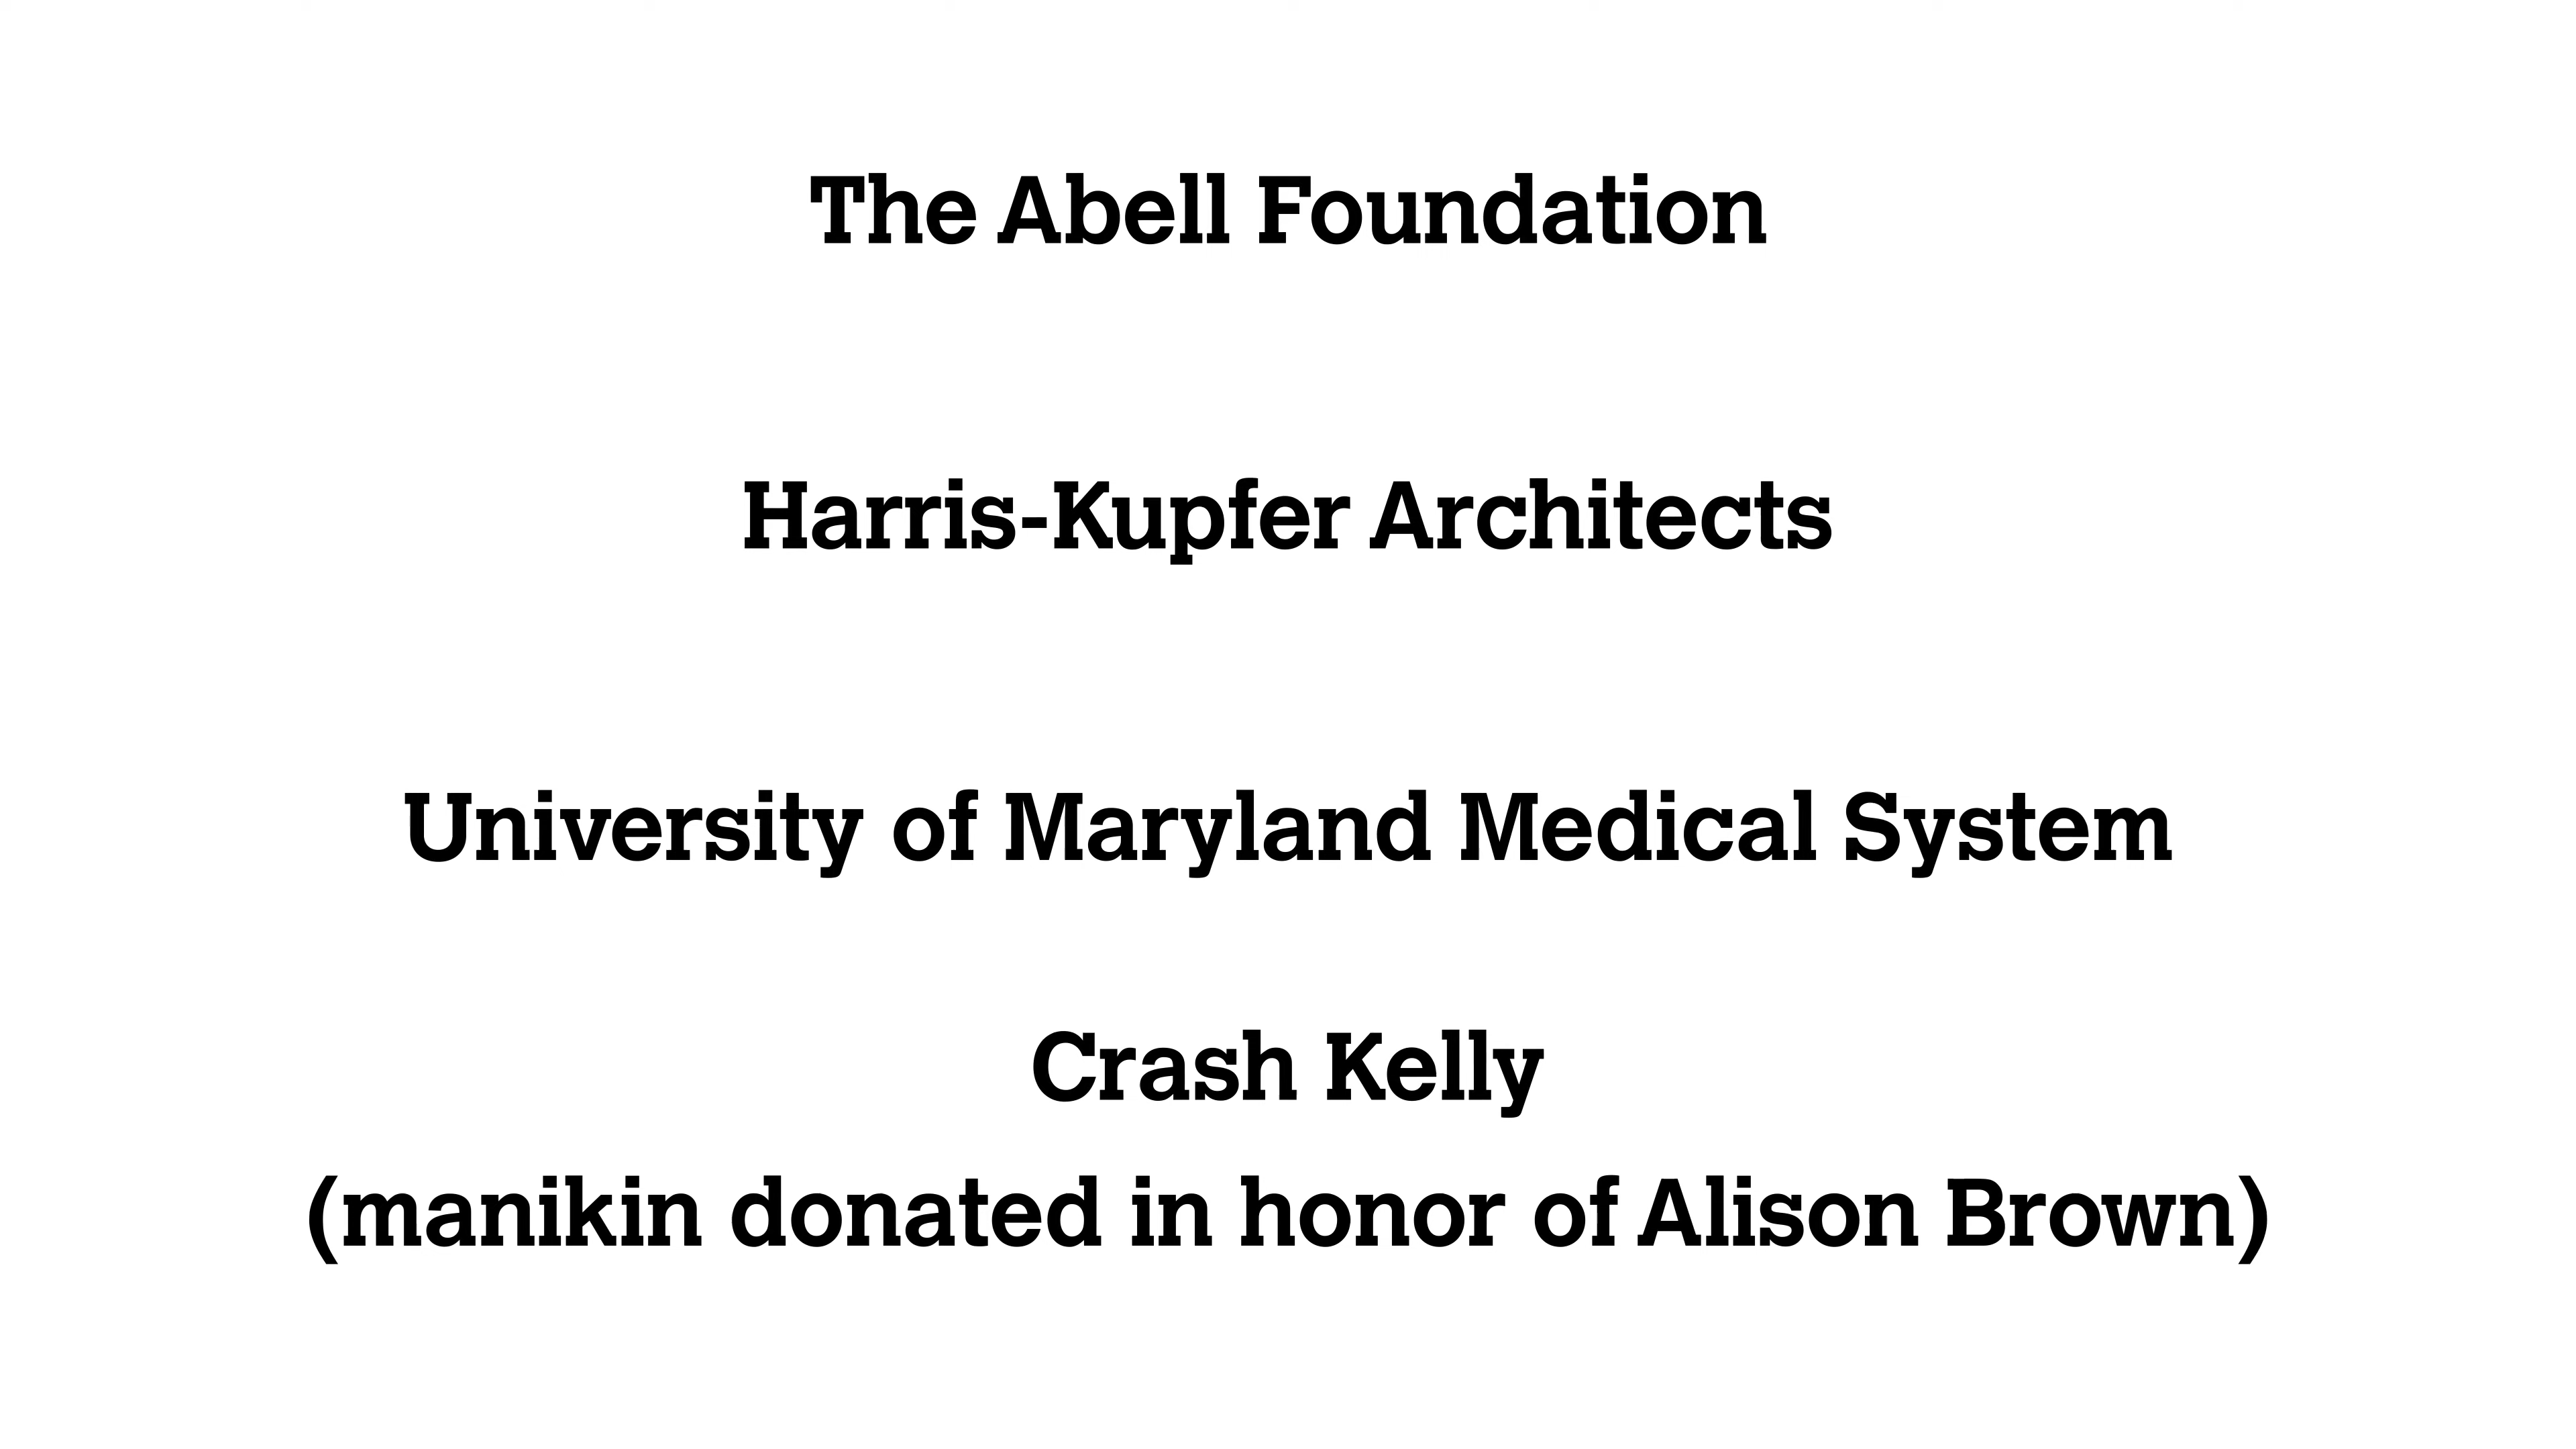 The Abell Foundation
Harris-Kupfer Architects
University of Maryland Medical System
Crash Kelly
(manikin donated in honor of Alison Brown)